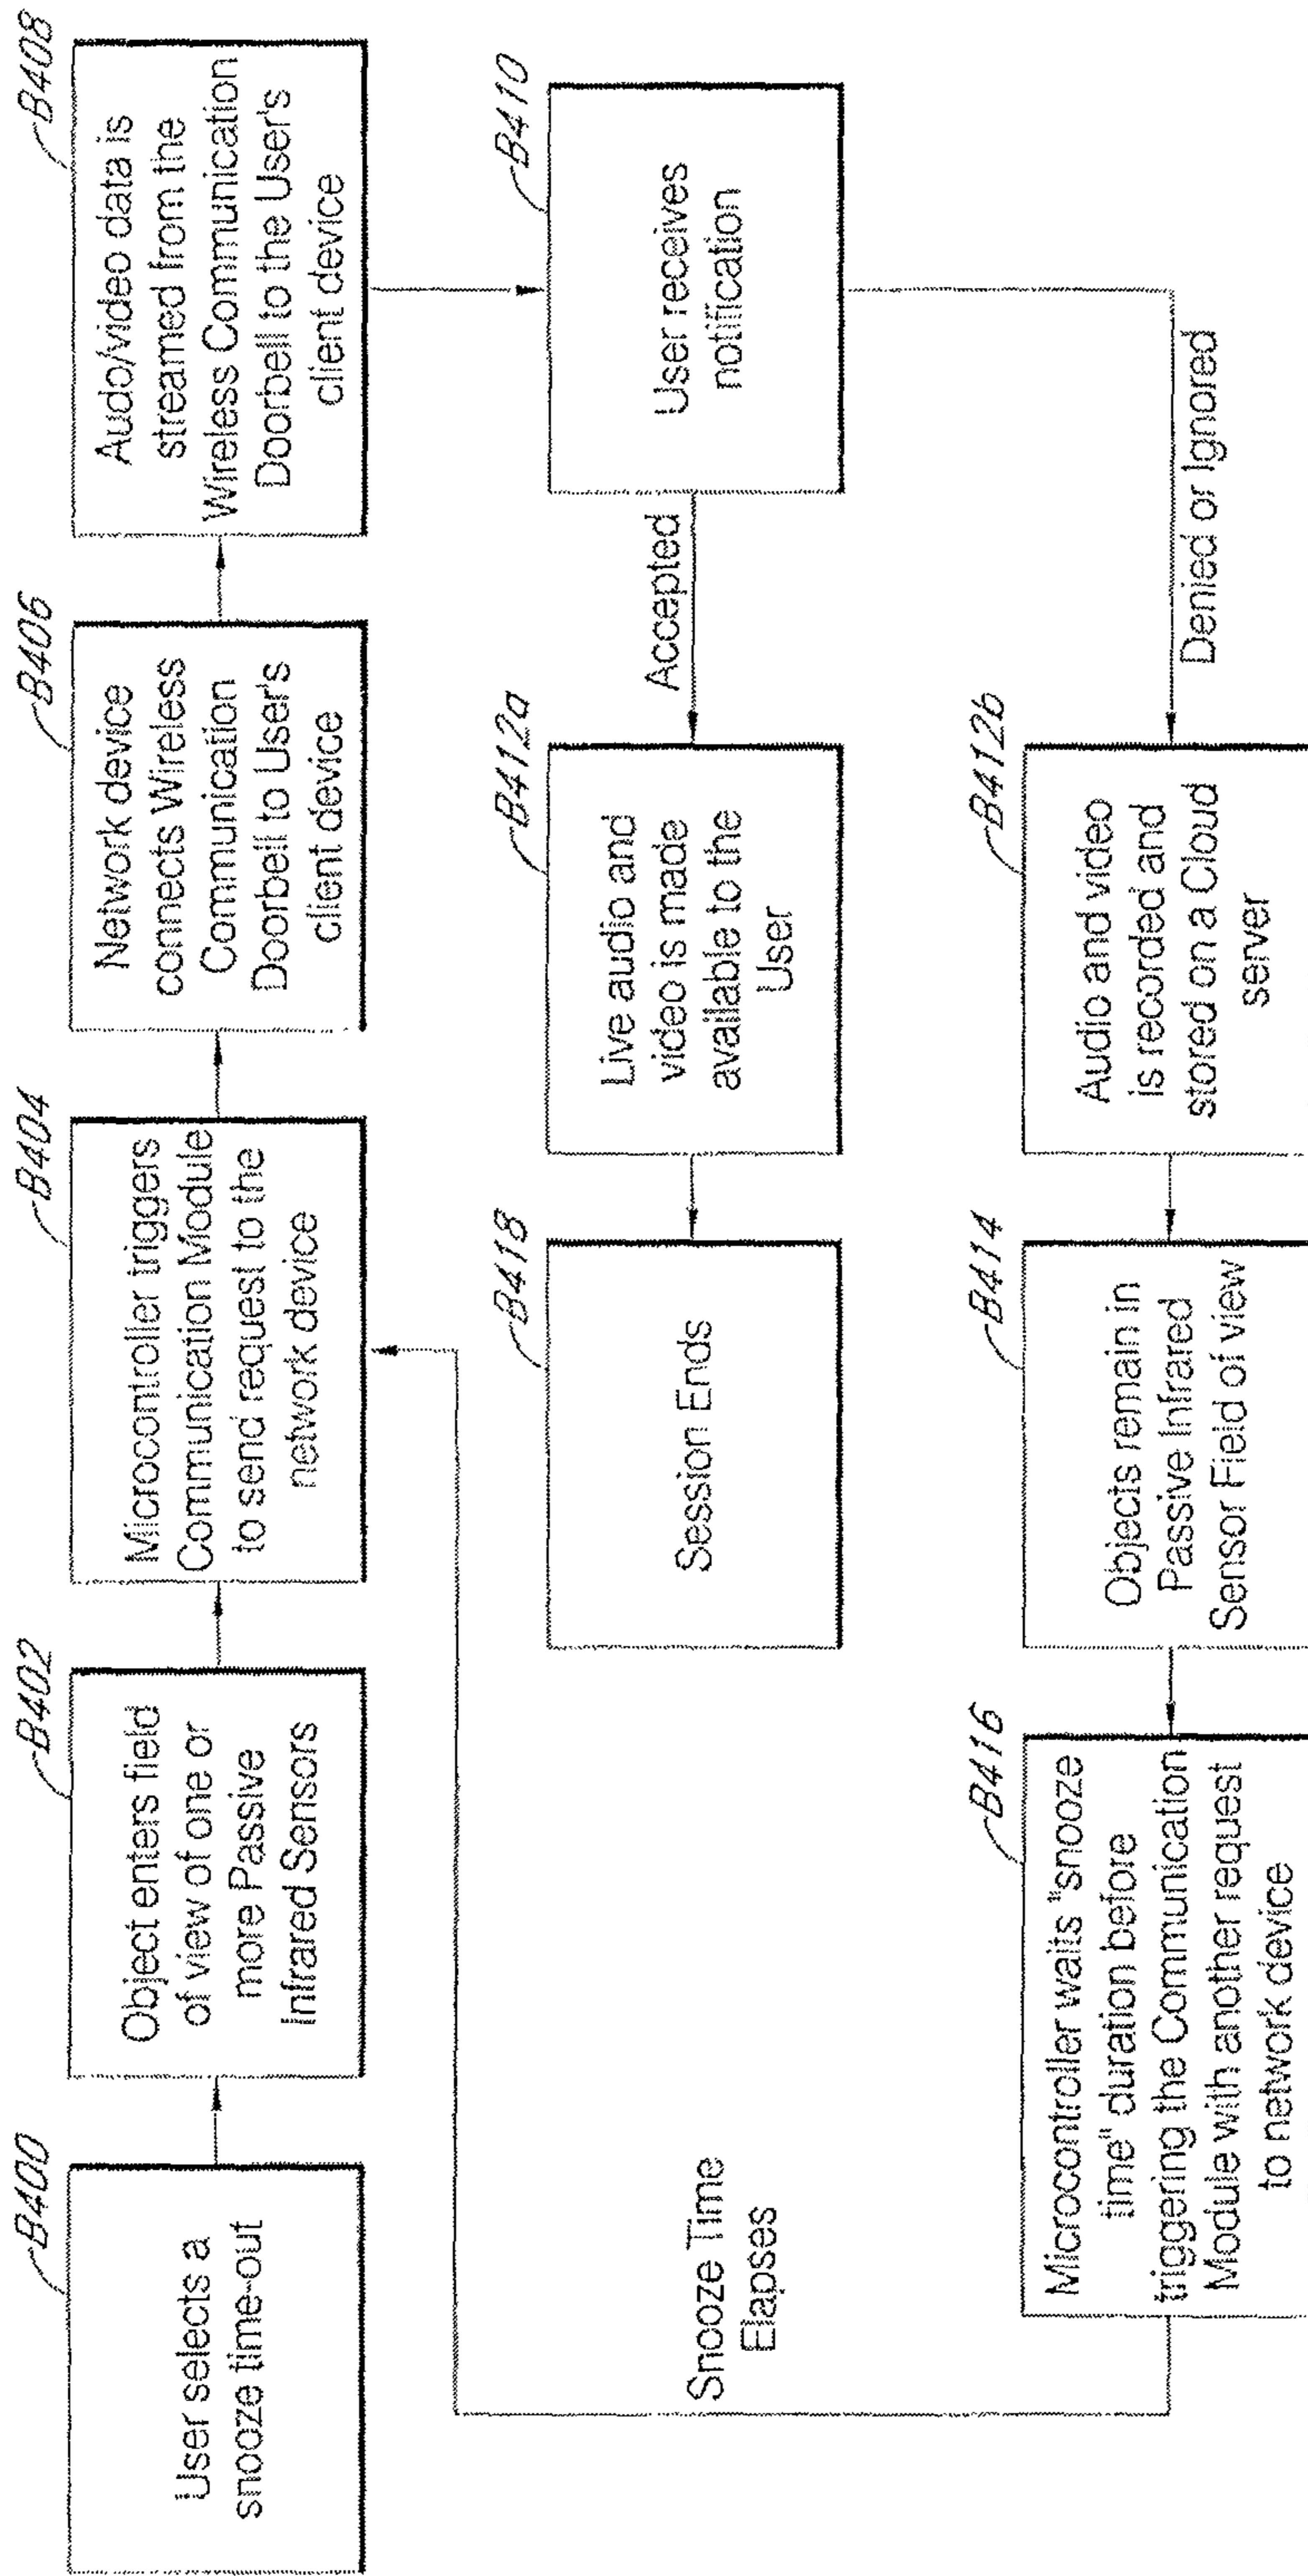 B400
User selects a
snooze time-out
B402
Object enters field
of view of one or
more Passive
Infrared Sensors
B404
Microcontroller triggers
Communication Module
to send request to the
network device
B406
Network device
connects Wireless
Communication
Doorbell to User's
client device
B408
Audo/video data is
streamed from the
Wireless Communication
Doorbell to the User's
client device
B410
User receives
notification
Accepted
B412a
Live audio and
video is made
available to the
User
B418
Session Ends
Denied or Ignored
B412b
Audio and video
is recorded and
stored on a Cloud
server
B414
Objects remain in
Passive Infrared
Sensor Field of view
B416
Microcontroller waits "snooze
time" duration before
triggering the Communication
Module with another request
to network device
Snooze Time
Elapses